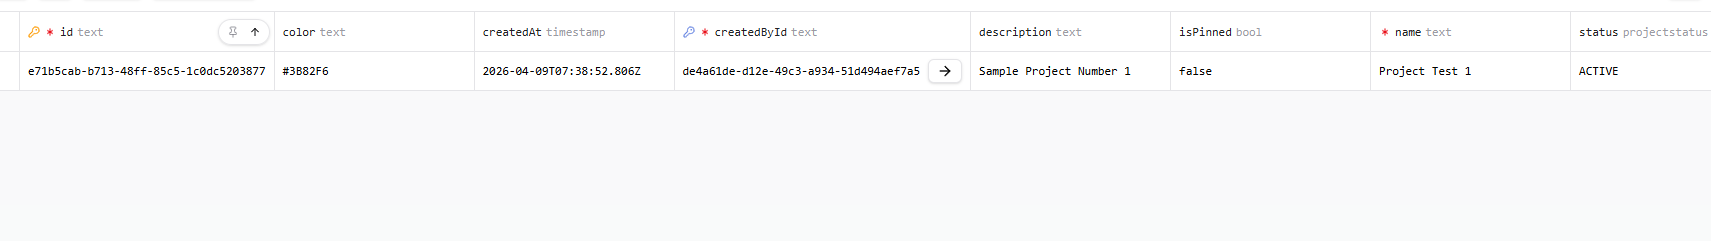 * id text color text createdAt timestamp * createdById text description text isPinned bool * name text status projectstatus
e71b5cab-b713-48ff-85c5-1c0dc5203877 #3B82F6 2026-04-09T07:38:52.806Z de4a61de-d12e-49c3-a934-51d494aef7a5 Sample Project Number 1 false Project Test 1 ACTIVE